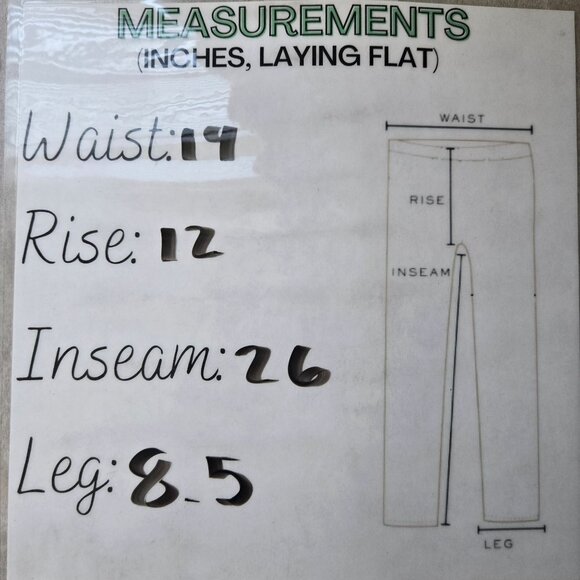 MEASUREMENTS
(INCHES, LAYING FLAT)
Waist: 19
Rise: 12
Inseam: 26
Leg: 8.5
WAIST
RISE
INSEAM
LEG